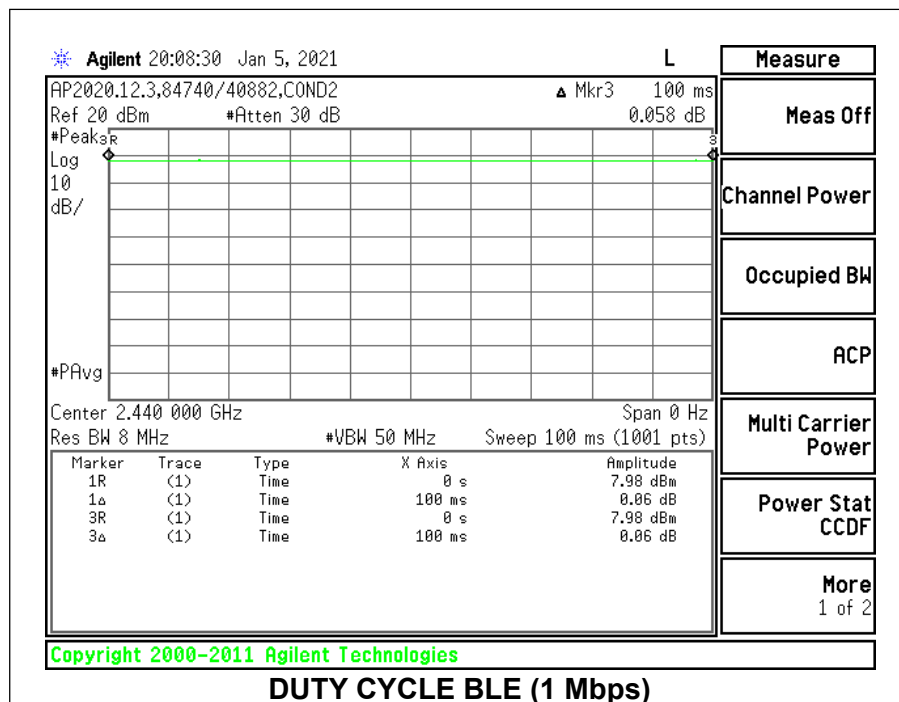 Agilent 20:08:30 Jan 5, 2021 L
Measure
AP2020.12.3,84740/40882,COND2
Δ Mkr3 100 ms
Ref 20 dBm #Atten 30 dB 0.058 dB
Meas Off
#Peak
3R
3
Log
10
dB/
Channel Power
Occupied BW
ACP
#PAvg
Center 2.440 000 GHz Span 0 Hz
Res BW 8 MHz #VBW 50 MHz Sweep 100 ms (1001 pts)
Multi Carrier
Power
Marker Trace Type X Axis Amplitude
1R (1) Time 0 s 7.98 dBm
1Δ (1) Time 100 ms 0.06 dB
3R (1) Time 0 s 7.98 dBm
3Δ (1) Time 100 ms 0.06 dB
Power Stat
CCDF
More
1 of 2
Copyright 2000-2011 Agilent Technologies
DUTY CYCLE BLE (1 Mbps)